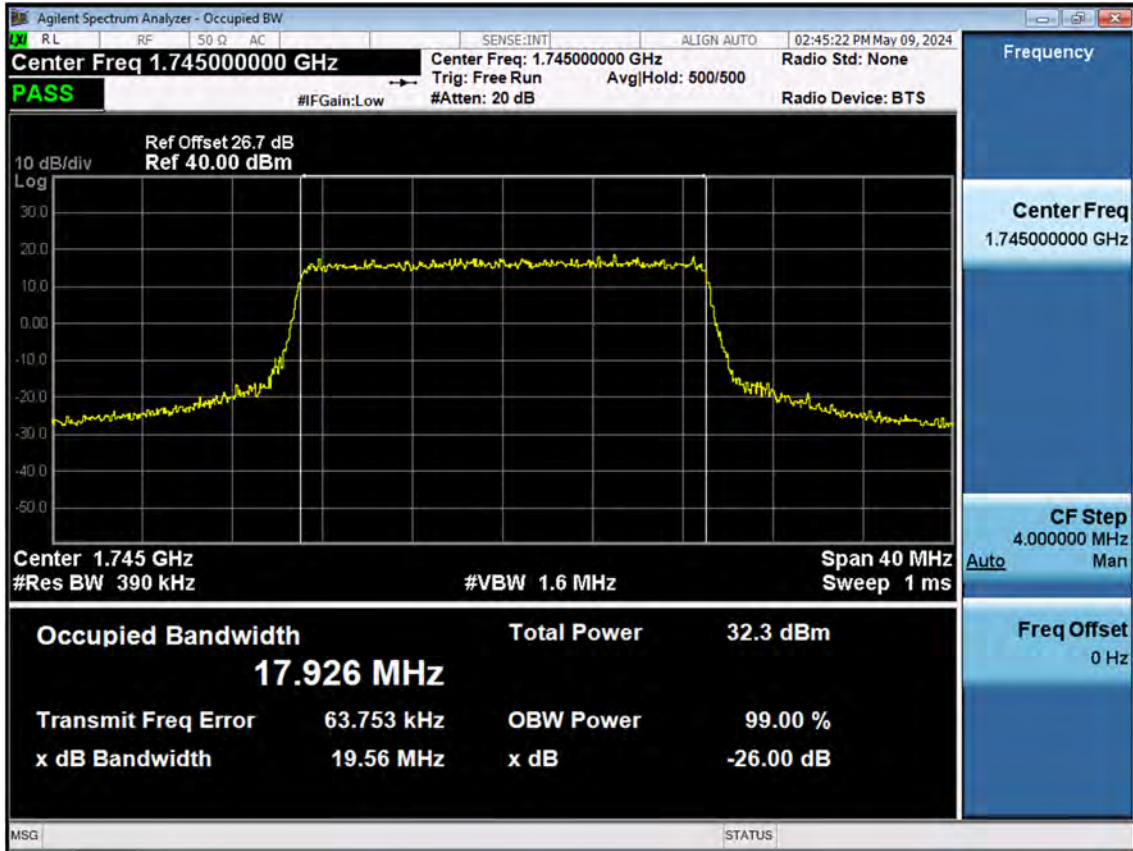 Agilent Spectrum Analyzer - Occupied BW
LXI RL RF 50 Ω AC SENSE:INT ALIGN AUTO 02:45:22 PM May 09, 2024
Center Freq 1.745000000 GHz
Center Freq: 1.745000000 GHz Radio Std: None
Trig: Free Run Avg|Hold: 500/500
PASS
#IFGain:Low #Atten: 20 dB Radio Device: BTS
Frequency
Ref Offset 26.7 dB
10 dB/div Ref 40.00 dBm
Log
30.0
20.0
10.0
0.00
-10.0
-20.0
-30.0
-40.0
-50.0
Center Freq
1.745000000 GHz
Center 1.745 GHz Span 40 MHz
#Res BW 390 kHz #VBW 1.6 MHz Sweep 1 ms
CF Step
4.000000 MHz
Auto Man
Occupied Bandwidth Total Power 32.3 dBm
17.926 MHz
Transmit Freq Error 63.753 kHz OBW Power 99.00 %
x dB Bandwidth 19.56 MHz x dB -26.00 dB
Freq Offset
0 Hz
MSG STATUS